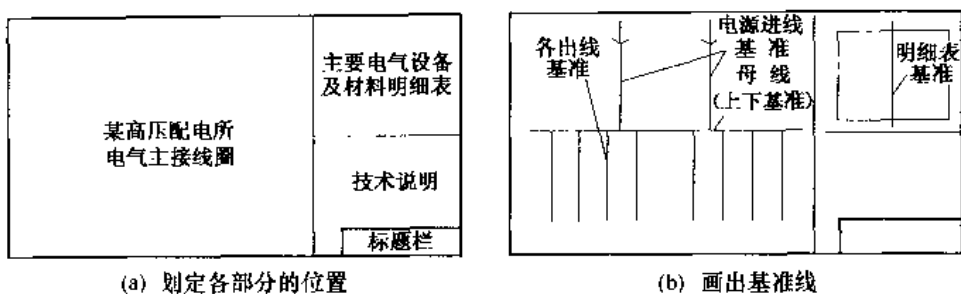 某高压配电所
电气主接线圈
主要电气设备
及材料明细表
技术说明
标题栏
(a) 划定各部分的位置
各出线
基准
电源进线
基准
母线
(上下基准)
明细表
基准
(b) 画出基准线